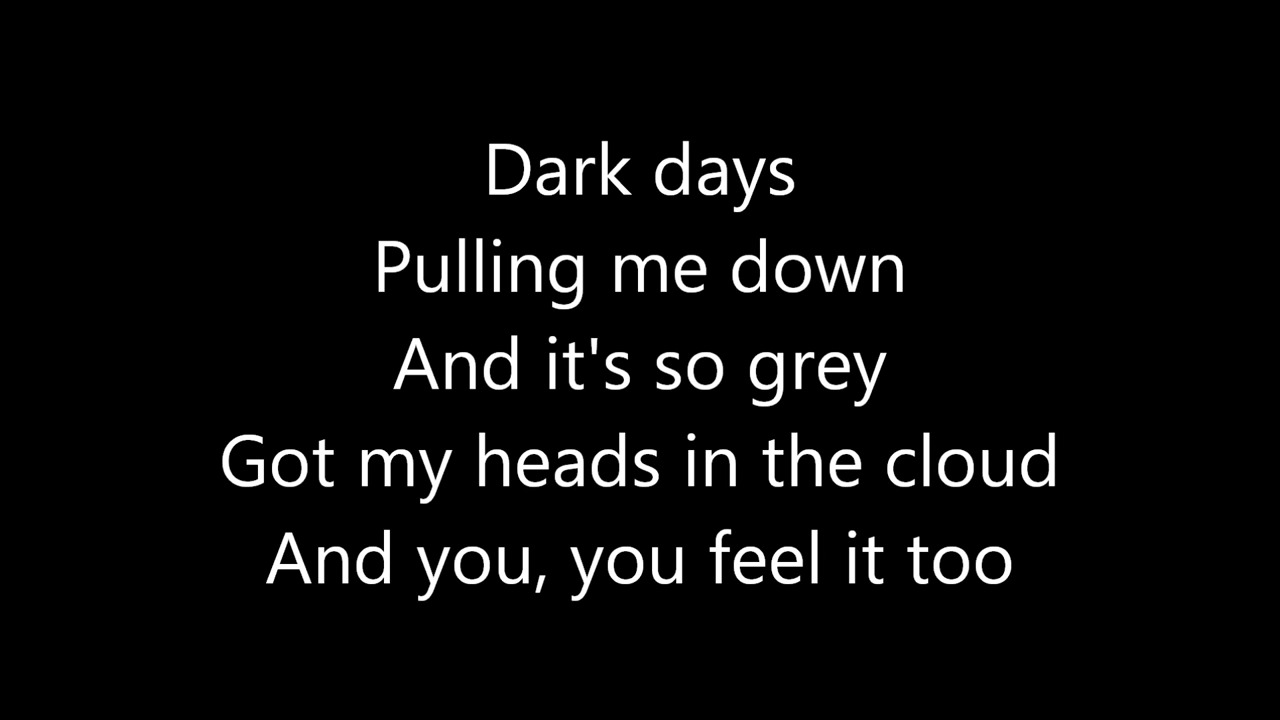 Dark days
Pulling me down
And it's so grey
Got my heads in the cloud
And you, you feel it too